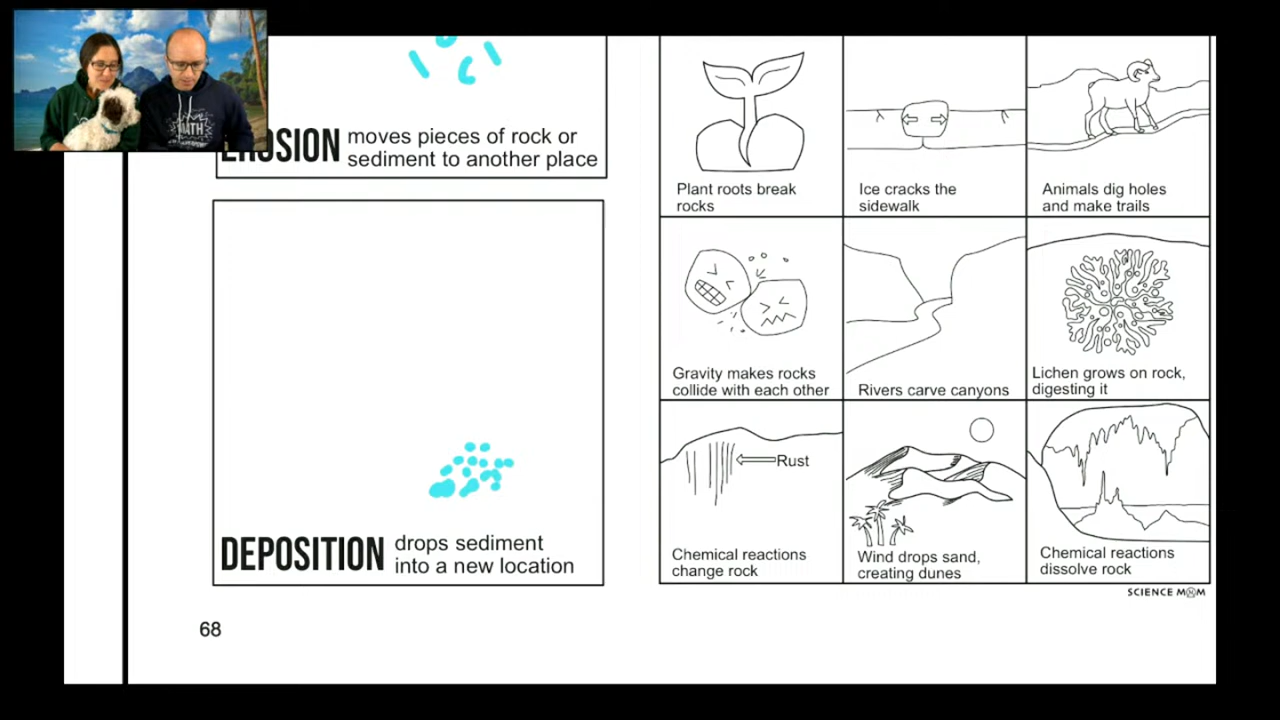 EROSION
moves pieces of rock or
sediment to another place
DEPOSITION
drops sediment
into a new location
68
Plant roots break
rocks
Ice cracks the
sidewalk
Animals dig holes
and make trails
Gravity makes rocks
collide with each other
Rivers carve canyons
Lichen grows on rock,
digesting it
Rust
Chemical reactions
change rock
Wind drops sand,
creating dunes
Chemical reactions
dissolve rock
SCIENCE MOM
MATH